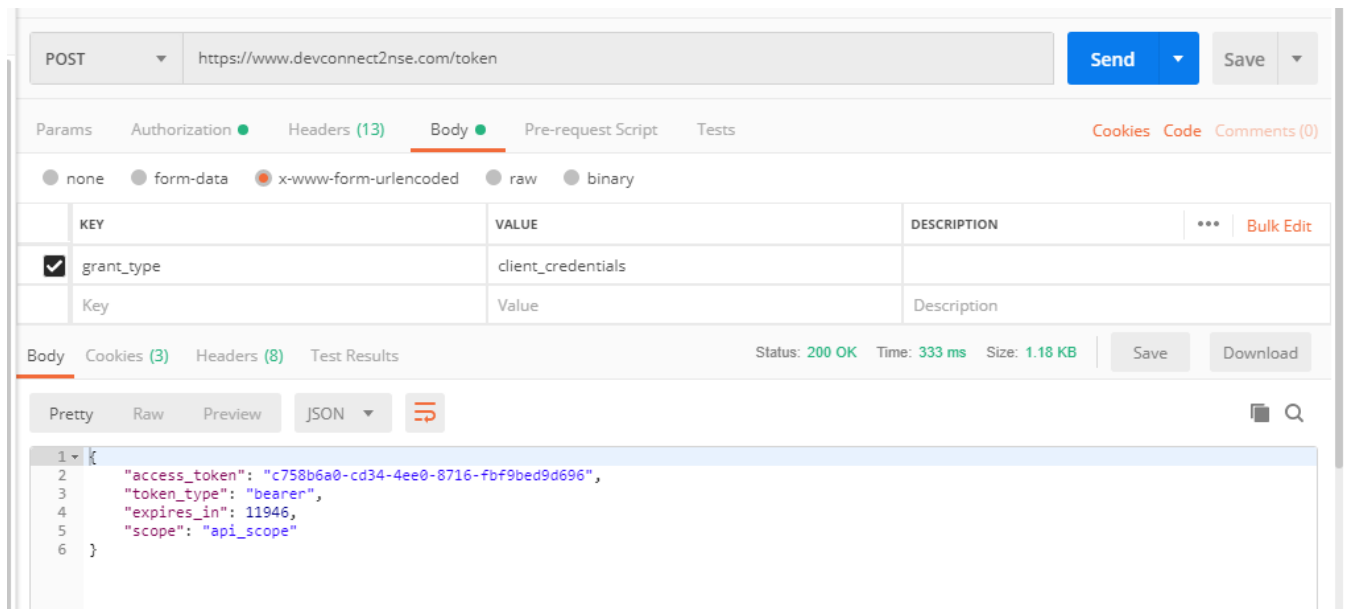 POST https://www.devconnect2nse.com/token Send Save
Params Authorization Headers (13) Body Pre-request Script Tests Cookies Code Comments (0)
none form-data x-www-form-urlencoded raw binary
KEY VALUE DESCRIPTION ••• Bulk Edit
grant_type client_credentials
Key Value Description
Body Cookies (3) Headers (8) Test Results Status: 200 OK Time: 333 ms Size: 1.18 KB Save Download
Pretty Raw Preview JSON
1 {
2 "access_token": "c758b6a0-cd34-4ee0-8716-fbf9bed9d696",
3 "token_type": "bearer",
4 "expires_in": 11946,
5 "scope": "api_scope"
6 }